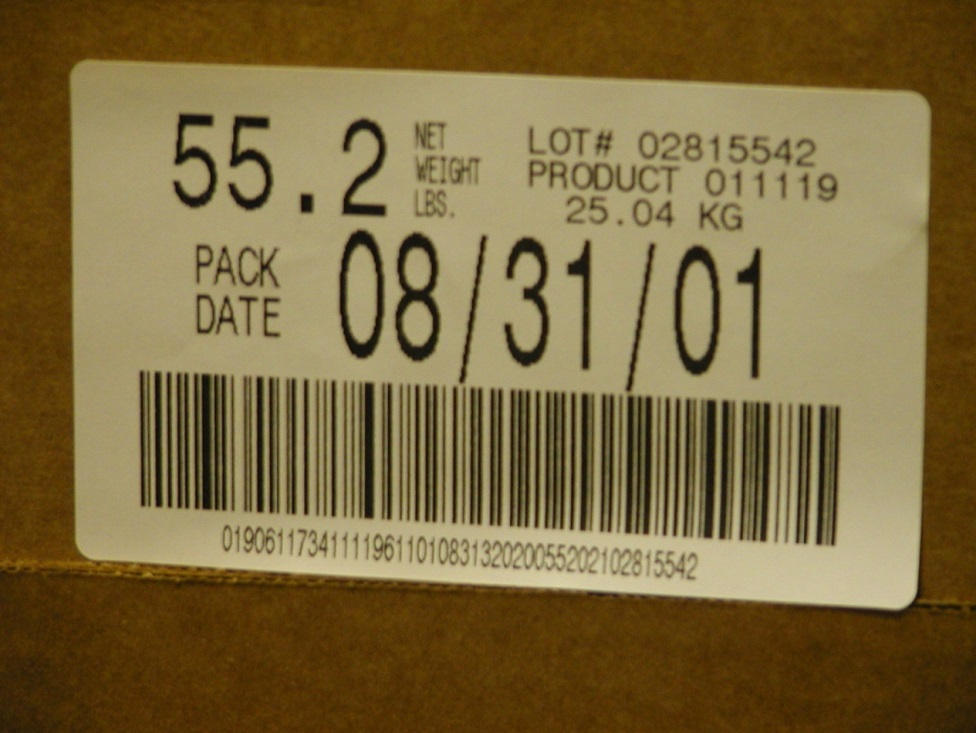 55.2 NET WEIGHT LBS.
LOT# 02815542
PRODUCT 011119
25.04 KG
PACK DATE 08/31/01
01906117341111961101083132020055202102815542